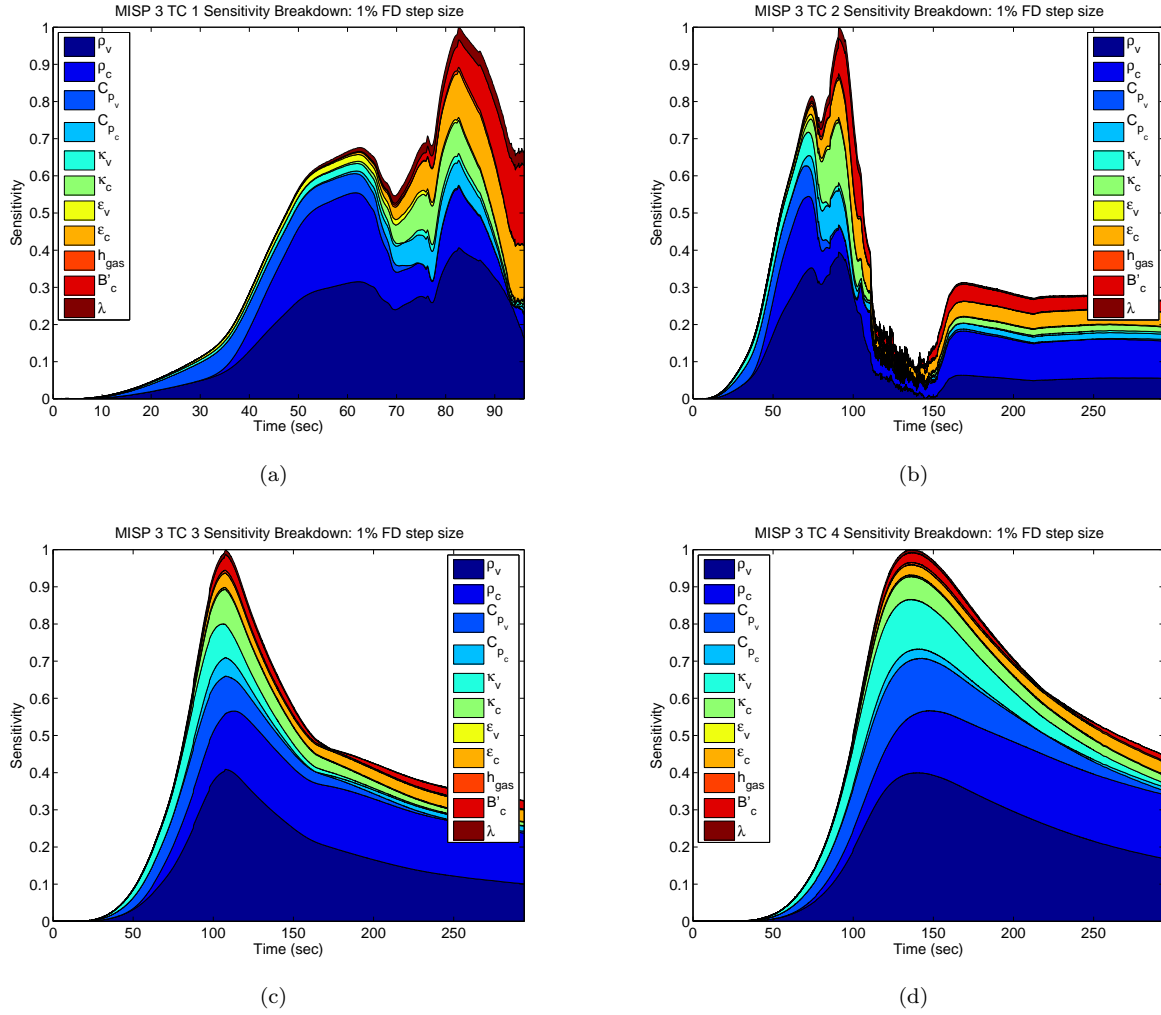 MISP 3 TC 1 Sensitivity Breakdown: 1% FD step size
1
0.9
0.8
0.7
0.6
0.5
0.4
0.3
0.2
0.1
0
Sensitivity
ρv
ρc
Cpv
Cpc
κv
κc
εv
εc
hgas
B'c
λ
0 10 20 30 40 50 60 70 80 90
Time (sec)
(a)
MISP 3 TC 2 Sensitivity Breakdown: 1% FD step size
1
0.9
0.8
0.7
0.6
0.5
0.4
0.3
0.2
0.1
0
Sensitivity
ρv
ρc
Cpv
Cpc
κv
κc
εv
εc
hgas
B'c
λ
0 50 100 150 200 250
Time (sec)
(b)
MISP 3 TC 3 Sensitivity Breakdown: 1% FD step size
1
0.9
0.8
0.7
0.6
0.5
0.4
0.3
0.2
0.1
0
Sensitivity
ρv
ρc
Cpv
Cpc
κv
κc
εv
εc
hgas
B'c
λ
0 50 100 150 200 250
Time (sec)
(c)
MISP 3 TC 4 Sensitivity Breakdown: 1% FD step size
1
0.9
0.8
0.7
0.6
0.5
0.4
0.3
0.2
0.1
0
Sensitivity
ρv
ρc
Cpv
Cpc
κv
κc
εv
εc
hgas
B'c
λ
0 50 100 150 200 250
Time (sec)
(d)